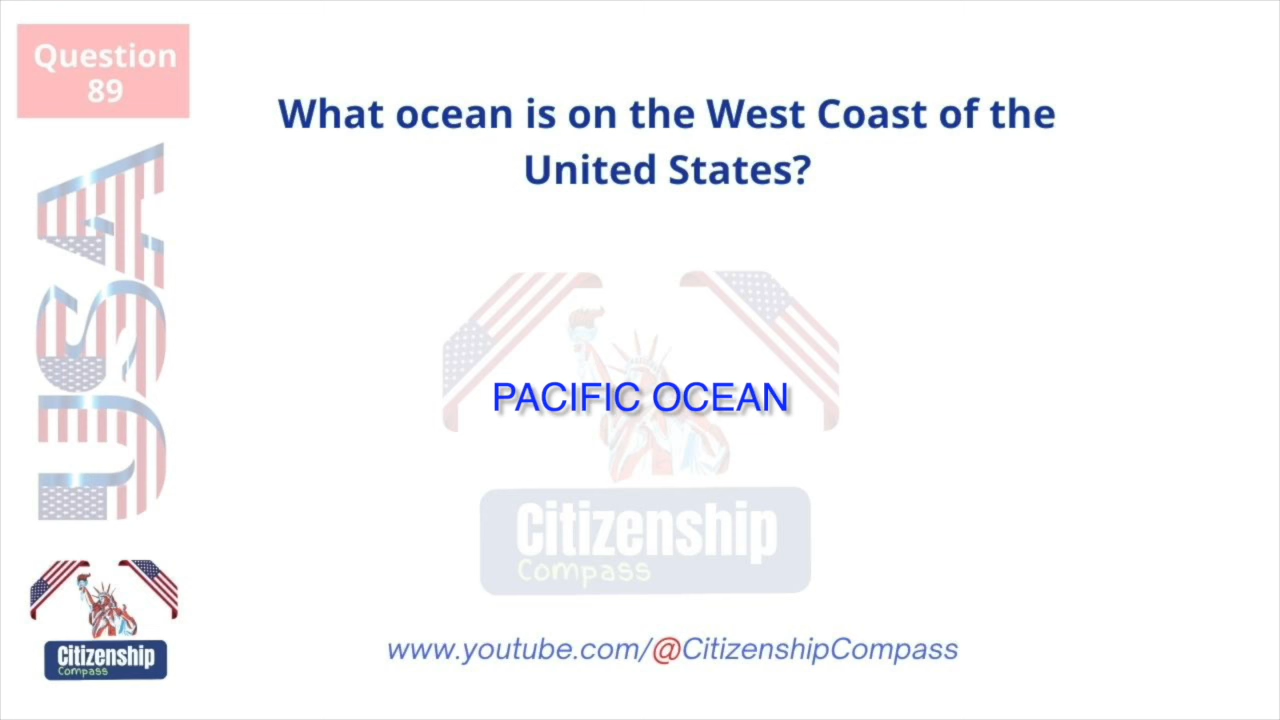 Question
89
What ocean is on the West Coast of the
United States?
USA
PACIFIC OCEAN
Citizenship
Compass
Citizenship
Compass
www.youtube.com/@CitizenshipCompass